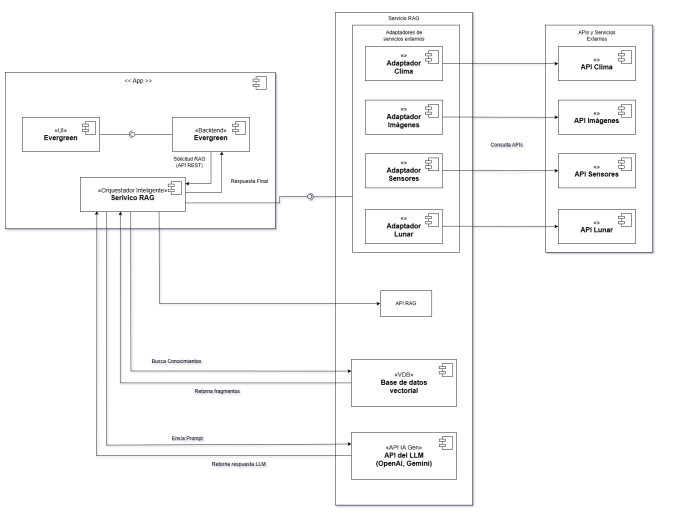 << App >>
«UI»
Evergreen
«Backtend»
Evergreen
Solicitud RAG
(API REST)
Respuesta Final
«Orquestador Inteligente»
Serivico RAG
Servicio RAG
Adaptadores de
servicios externos
«»
Adaptador
Clima
«»
Adaptador
Imágenes
«»
Adaptador
Sensores
«»
Adaptador
Lunar
APIs y Servicios
Externos
«»
API Clima
«»
API Imágenes
Consulta APIs
«»
API Sensores
«»
API Lunar
API RAG
Busca Conocimientos
Retorna fragmentos
«VDB»
Base de datos
vectorial
Envía Prompt
Retorna respuesta LLM
«API IA Gen»
API del LLM
(OpenAI, Gemini)